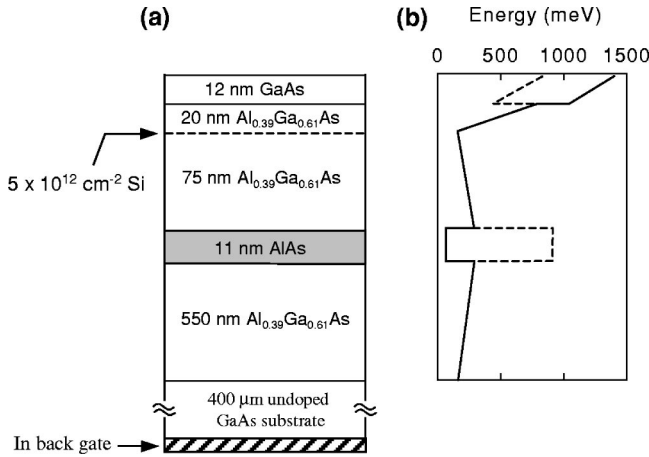 (a)
12 nm GaAs
20 nm Al0.39Ga0.61As
5 x 10^12 cm^-2 Si
75 nm Al0.39Ga0.61As
11 nm AlAs
550 nm Al0.39Ga0.61As
400 μm undoped
GaAs substrate
In back gate
(b)
Energy (meV)
0 500 1000 1500